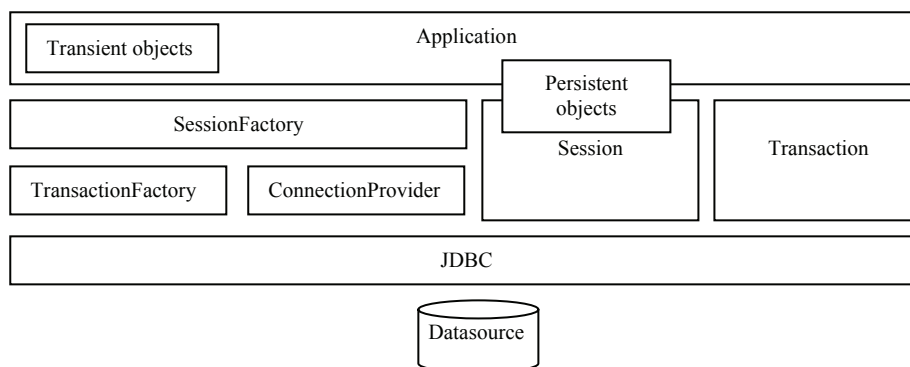 Application
Transient objects
Persistent
objects
SessionFactory
Session
Transaction
TransactionFactory
ConnectionProvider
JDBC
Datasource